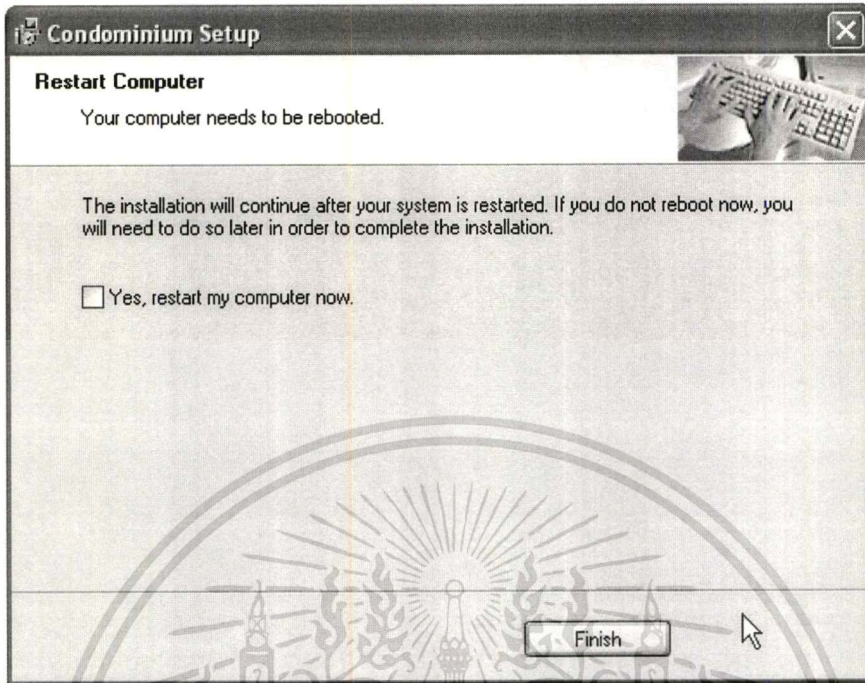 Condominium Setup
Restart Computer
Your computer needs to be rebooted.
The installation will continue after your system is restarted. If you do not reboot now, you
will need to do so later in order to complete the installation.
Yes, restart my computer now.
Finish